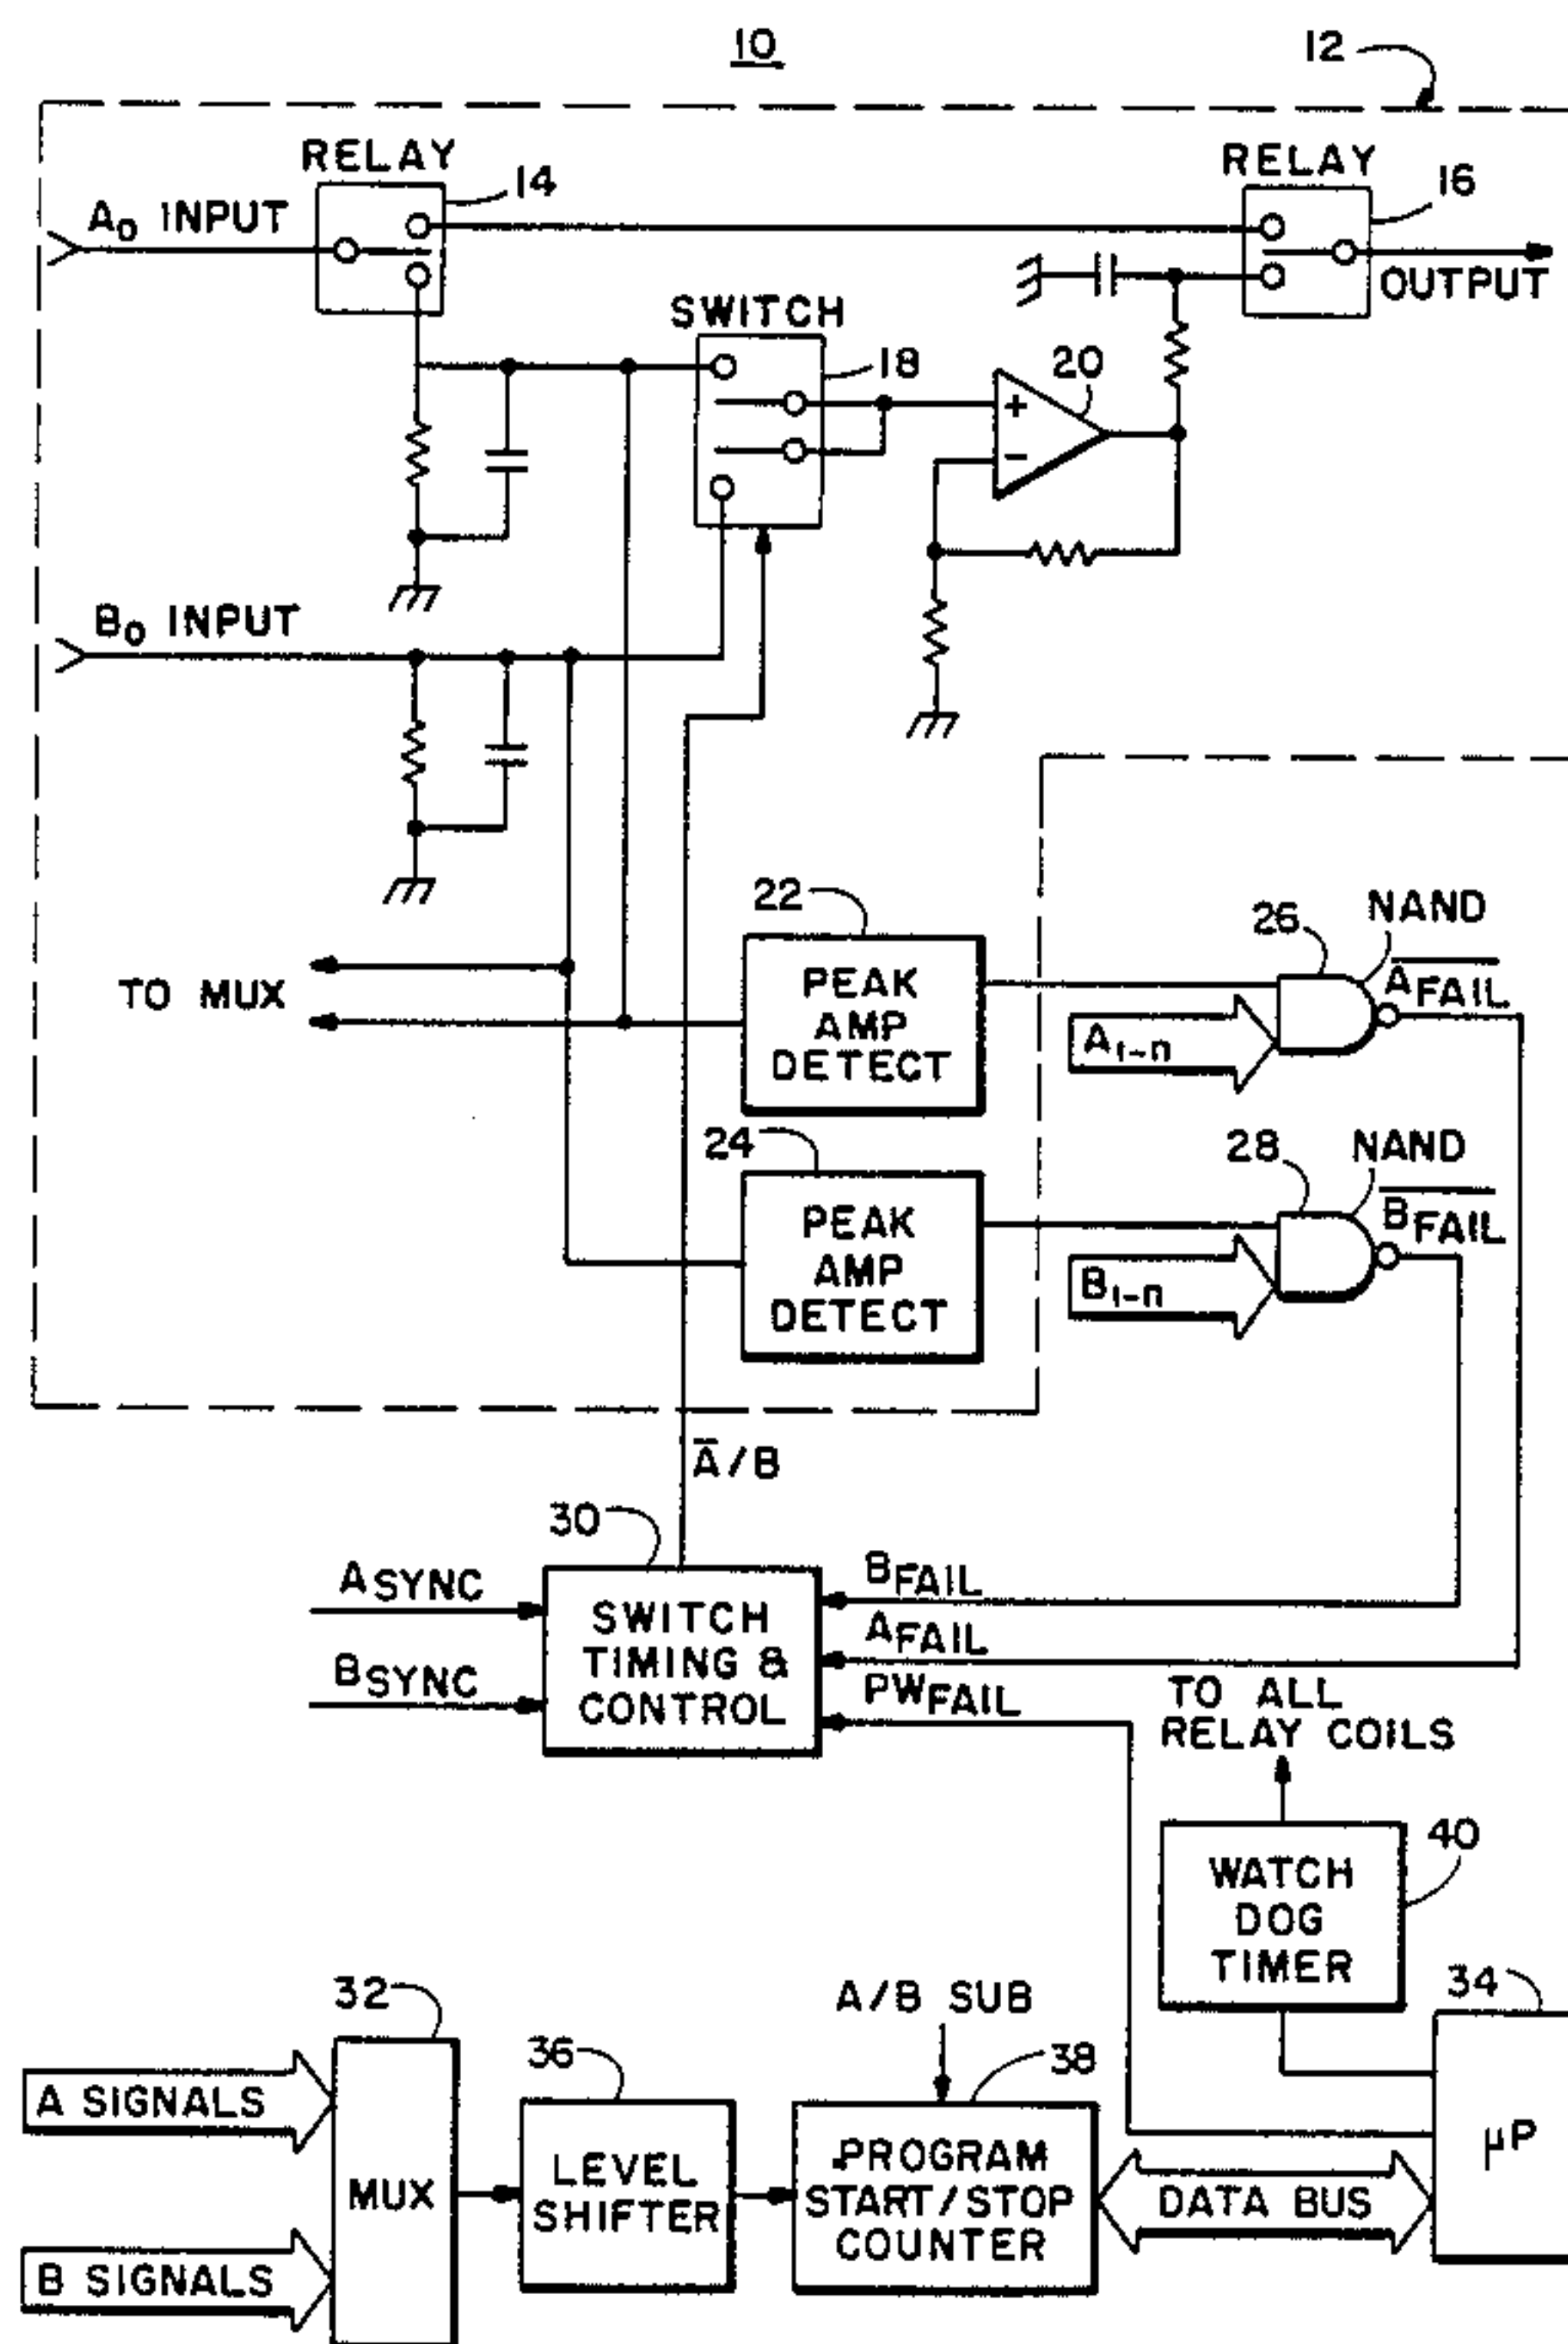 10
12
RELAY
14
A0 INPUT
RELAY
16
OUTPUT
SWITCH
18
20
+
−
B0 INPUT
22
PEAK
AMP
DETECT
TO MUX
26
NAND
A̅F̅A̅I̅L̅
A1-n
24
PEAK
AMP
DETECT
28
NAND
B̅F̅A̅I̅L̅
B1-n
A̅/B
30
ASYNC
BSYNC
SWITCH
TIMING &
CONTROL
BFAIL
AFAIL
PWFAIL
TO ALL
RELAY COILS
40
WATCH
DOG
TIMER
34
μP
32
A SIGNALS
B SIGNALS
MUX
36
LEVEL
SHIFTER
A/B SUB
38
PROGRAM
START/STOP
COUNTER
DATA BUS